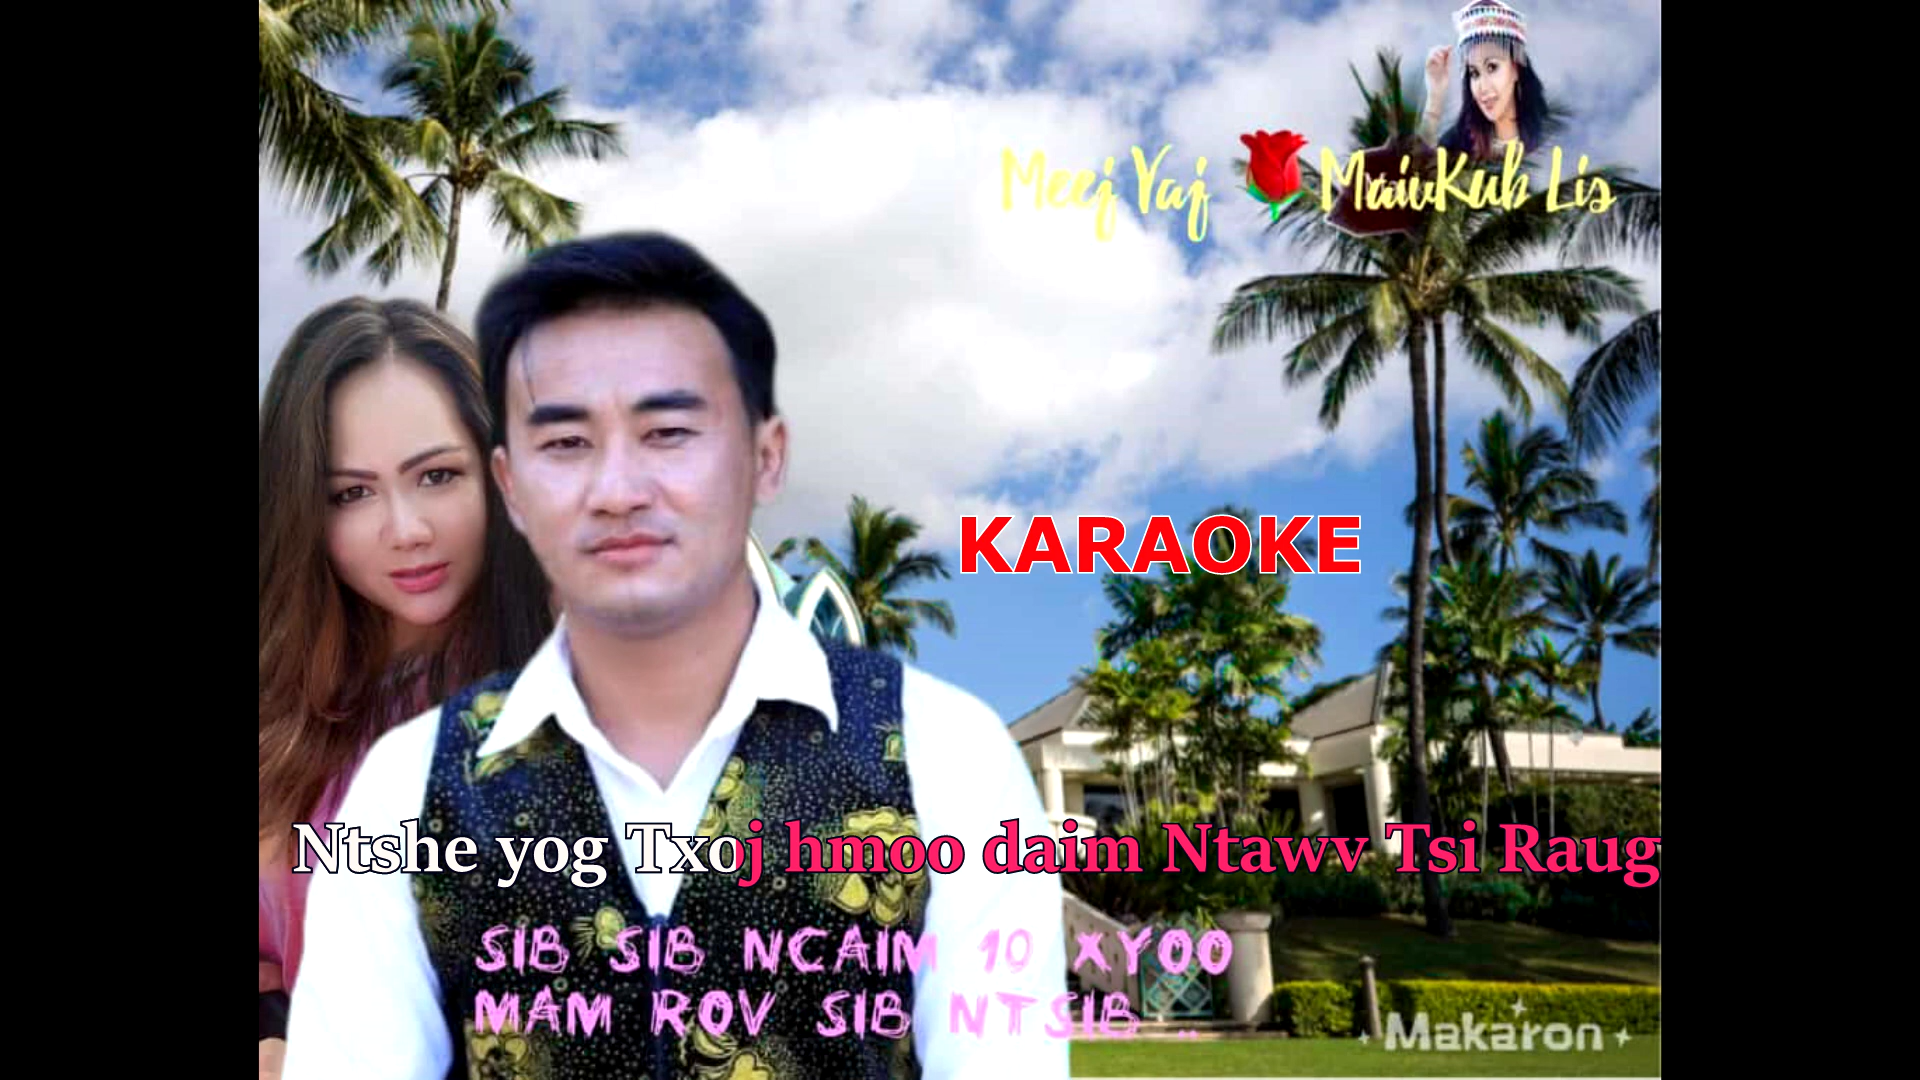 Meej Yaj MaivKub Lis
KARAOKE
Ntshe yog Txoj hmoo daim Ntawv Tsi Raug
SIB SIB NCAIM 10 XYOO
MAM ROV SIB NTSIB ..
Makaron